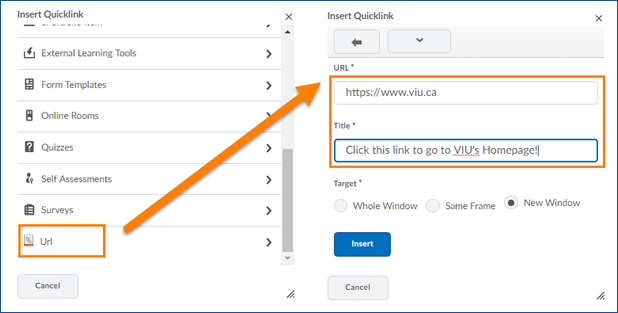 Insert Quicklink
External Learning Tools
Form Templates
Online Rooms
Quizzes
Self Assessments
Surveys
Url
Cancel
Insert Quicklink
URL *
https://www.viu.ca
Title *
Click this link to go to VIU's Homepage!
Target *
Whole Window Same Frame New Window
Insert
Cancel